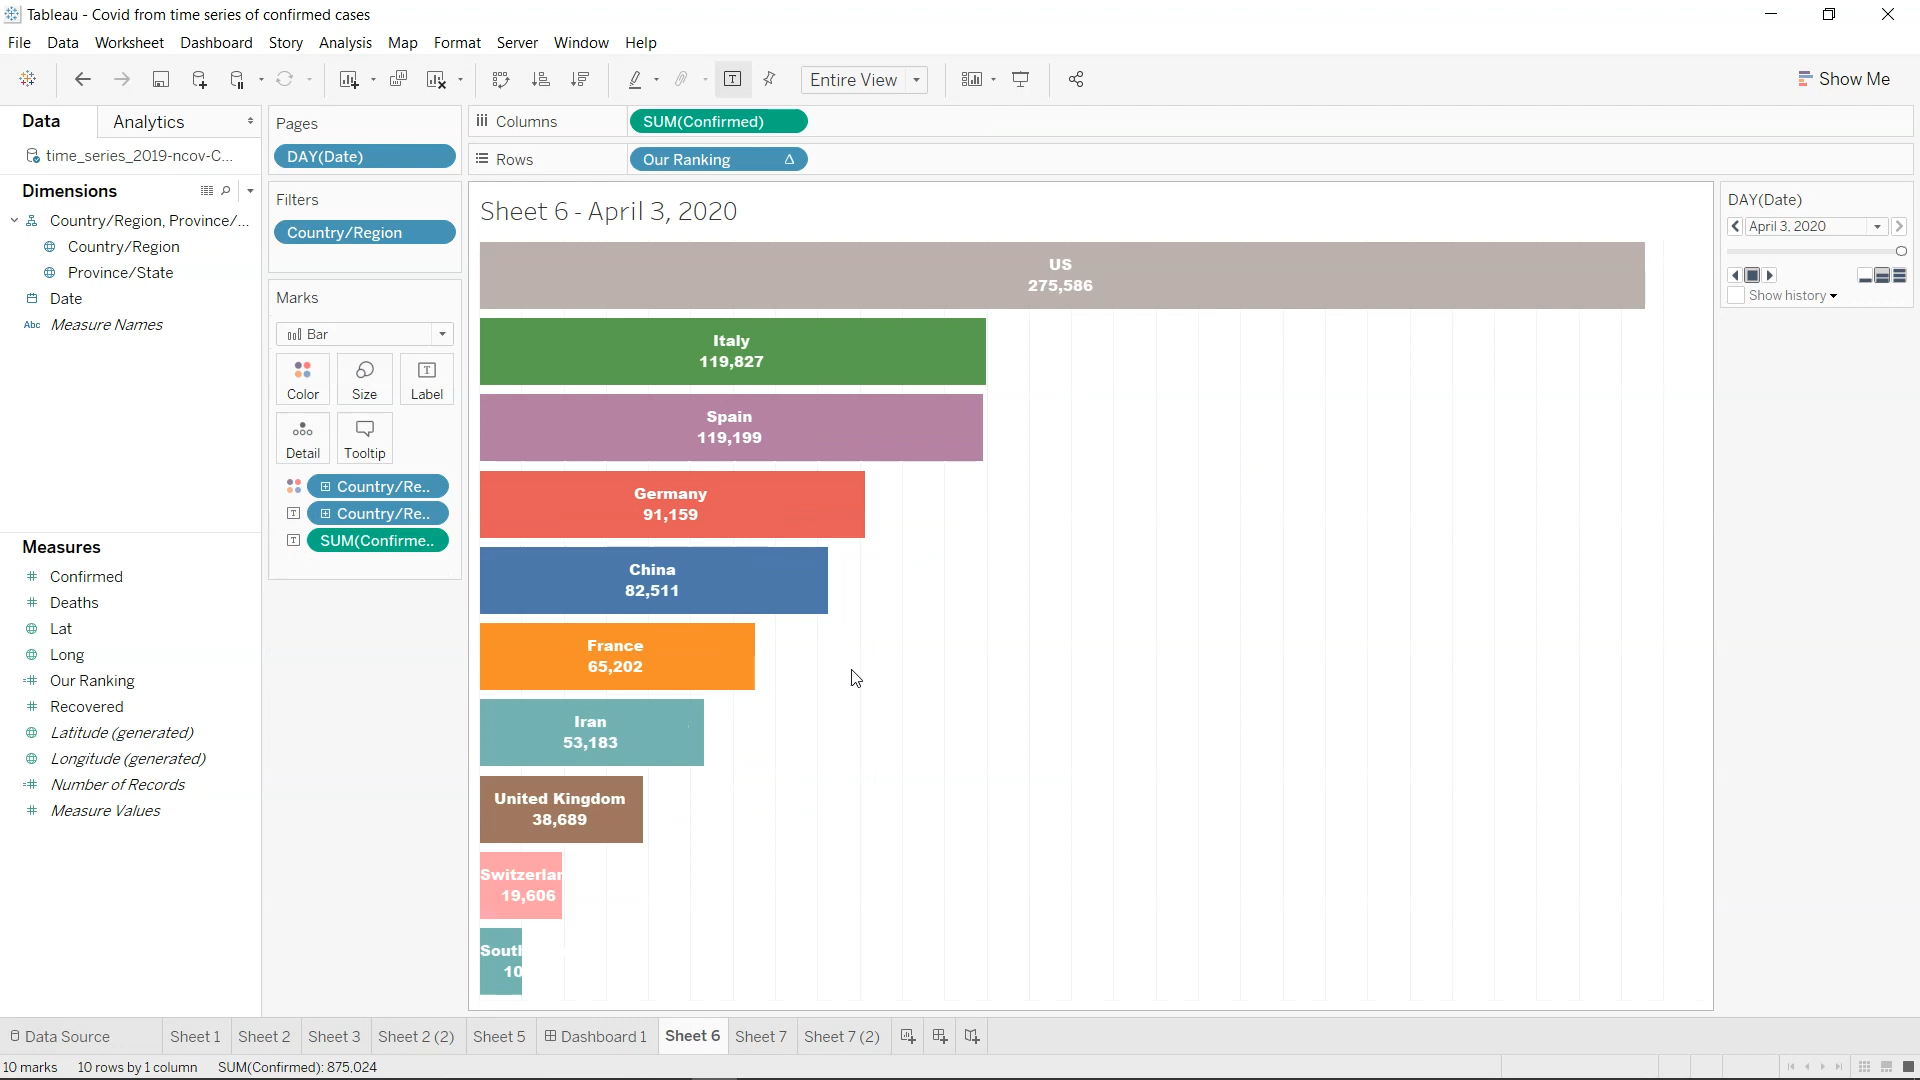 Tableau - Covid from time series of confirmed cases
File Data Worksheet Dashboard Story Analysis Map Format Server Window Help
Entire View
Show Me
Data Analytics
time_series_2019-ncov-C...
Dimensions
Country/Region, Province/...
Country/Region
Province/State
Date
Abc Measure Names
Measures
Confirmed
Deaths
Lat
Long
Our Ranking
Recovered
Latitude (generated)
Longitude (generated)
Number of Records
Measure Values
Pages
DAY(Date)
Filters
Country/Region
Marks
Bar
Color Size Label
Detail Tooltip
Country/Re..
Country/Re..
SUM(Confirme..
Columns SUM(Confirmed)
Rows Our Ranking
Sheet 6 - April 3, 2020
US
275,586
Italy
119,827
Spain
119,199
Germany
91,159
China
82,511
France
65,202
Iran
53,183
United Kingdom
38,689
Switzerlan
19,606
South
10
DAY(Date)
April 3, 2020
Show history
Data Source Sheet 1 Sheet 2 Sheet 3 Sheet 2 (2) Sheet 5 Dashboard 1 Sheet 6 Sheet 7 Sheet 7 (2)
10 marks 10 rows by 1 column SUM(Confirmed): 875,024